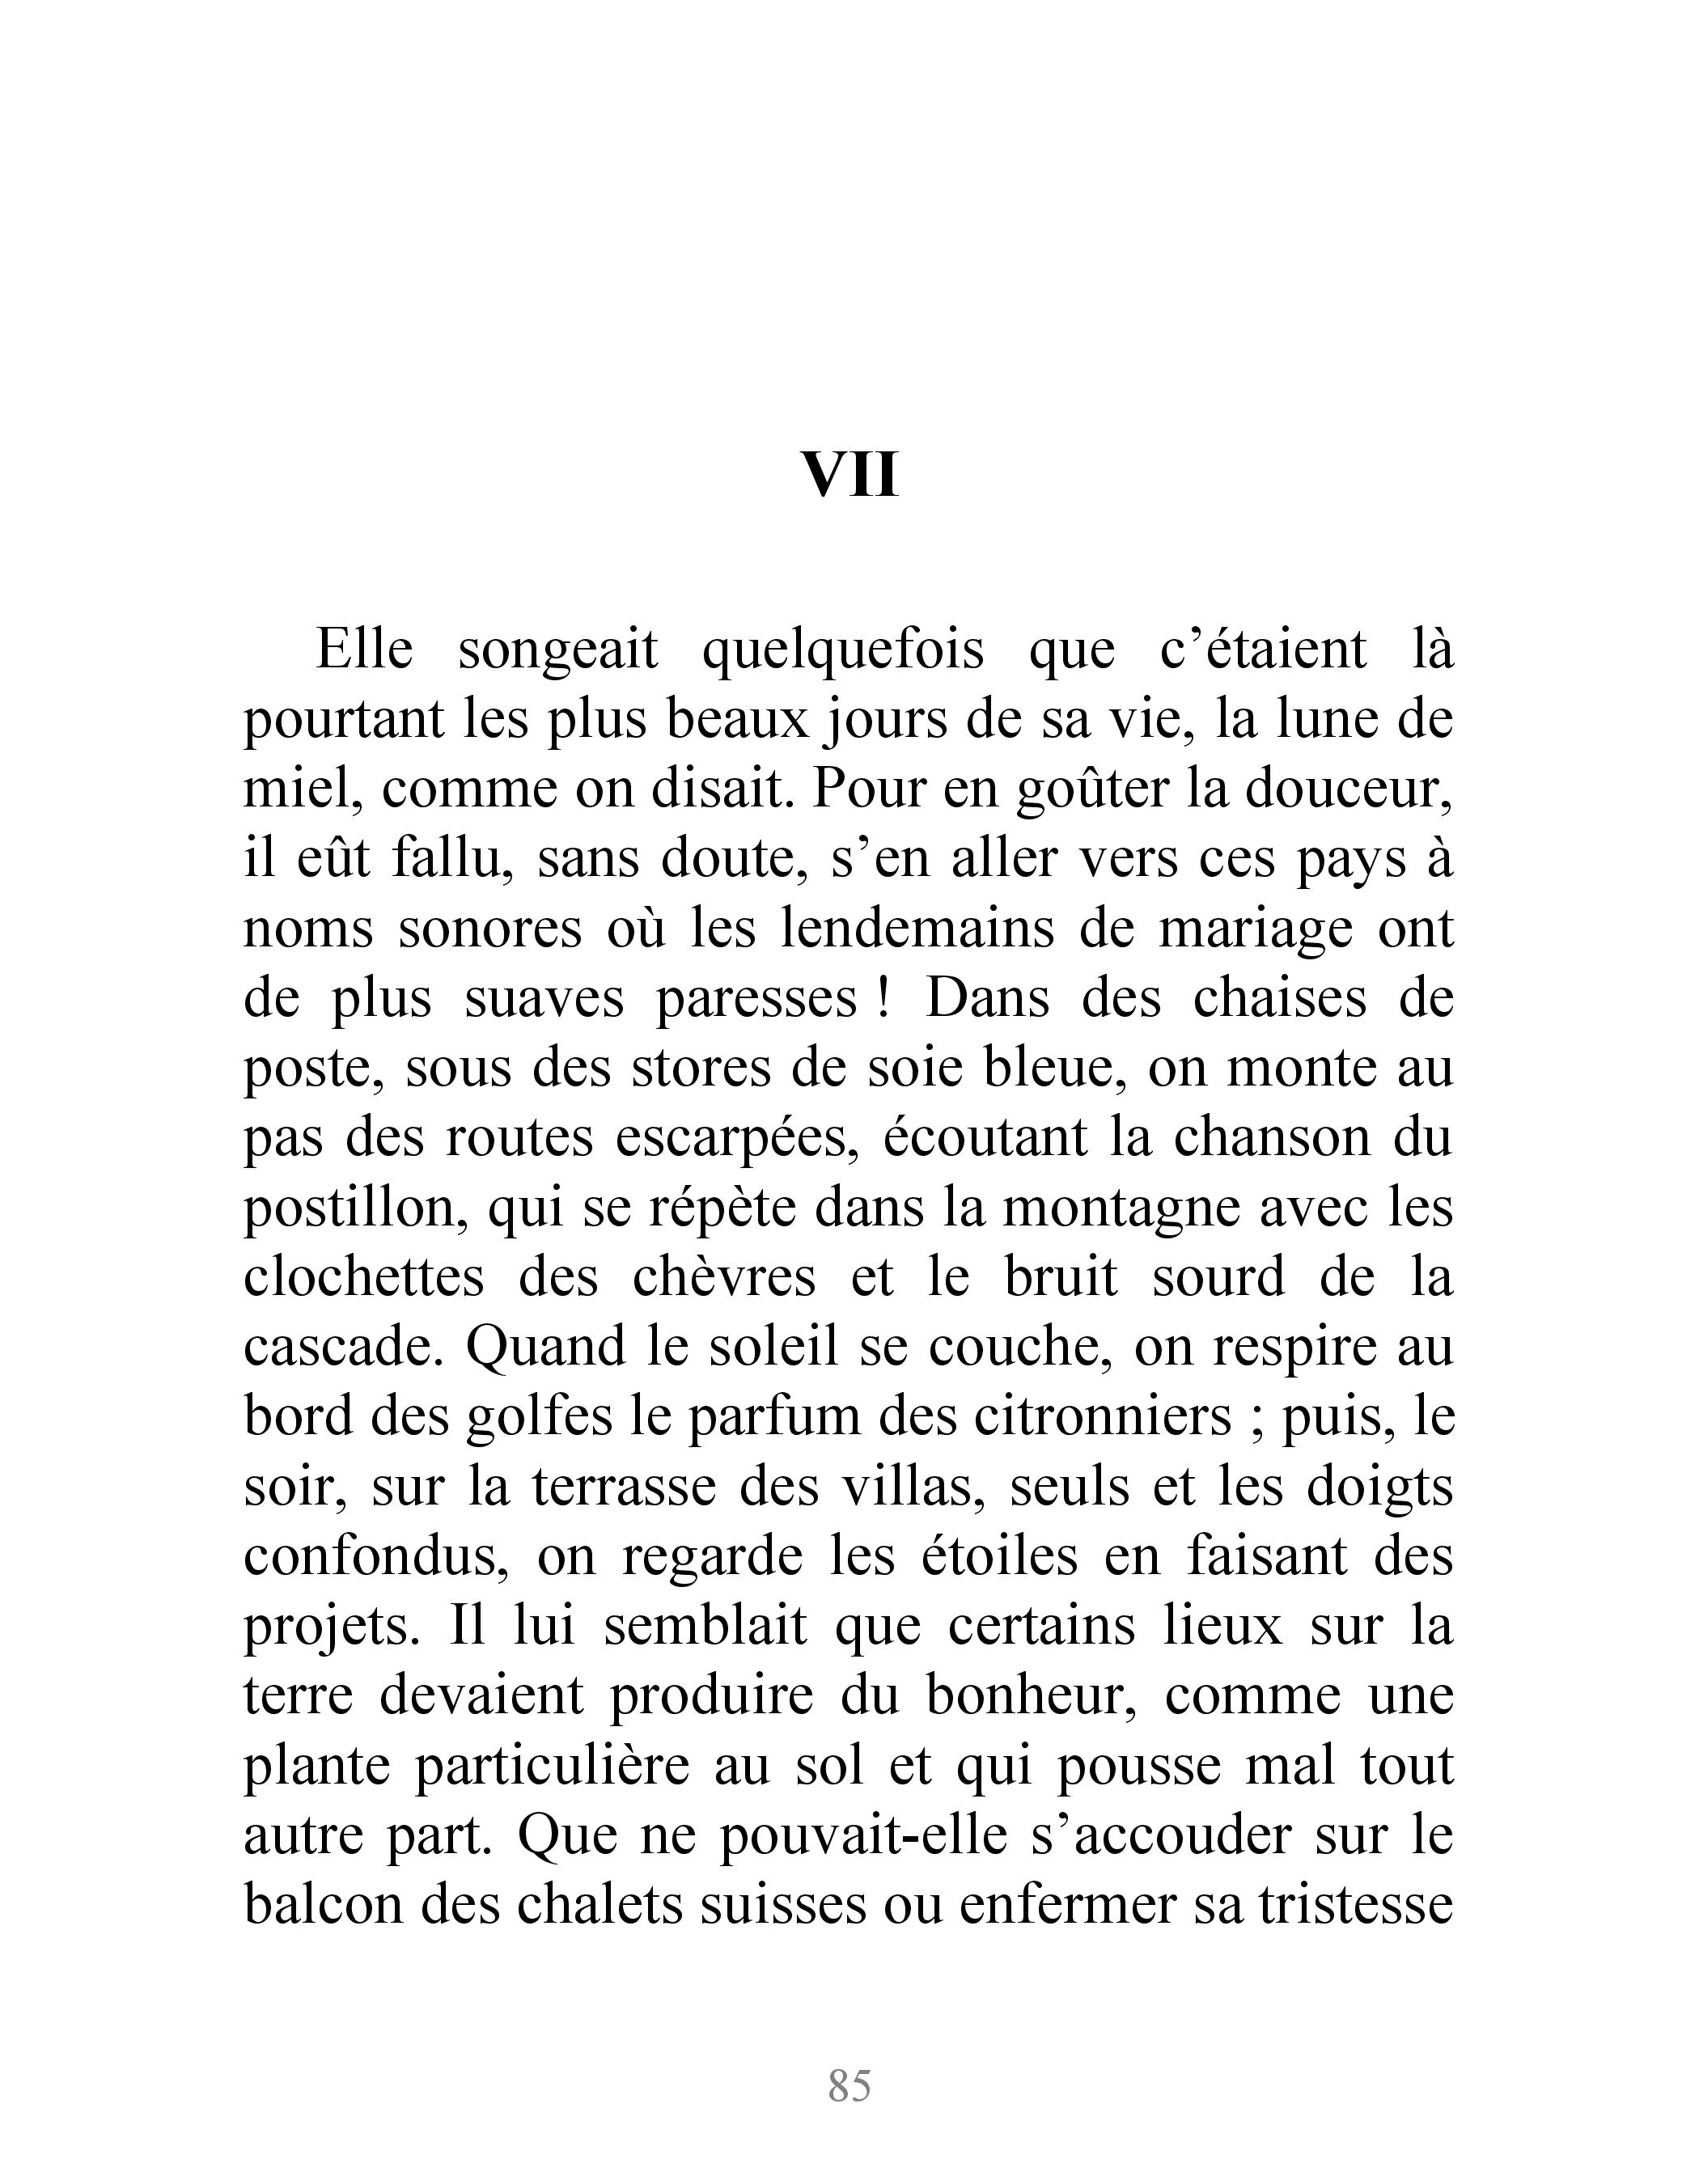 VII
Elle songeait quelquefois que c’étaient là
pourtant les plus beaux jours de sa vie, la lune de
miel, comme on disait. Pour en goûter la douceur,
il eût fallu, sans doute, s’en aller vers ces pays à
noms sonores où les lendemains de mariage ont
de plus suaves paresses ! Dans des chaises de
poste, sous des stores de soie bleue, on monte au
pas des routes escarpées, écoutant la chanson du
postillon, qui se répète dans la montagne avec les
clochettes des chèvres et le bruit sourd de la
cascade. Quand le soleil se couche, on respire au
bord des golfes le parfum des citronniers ; puis, le
soir, sur la terrasse des villas, seuls et les doigts
confondus, on regarde les étoiles en faisant des
projets. Il lui semblait que certains lieux sur la
terre devaient produire du bonheur, comme une
plante particulière au sol et qui pousse mal tout
autre part. Que ne pouvait-elle s’accouder sur le
balcon des chalets suisses ou enfermer sa tristesse
85